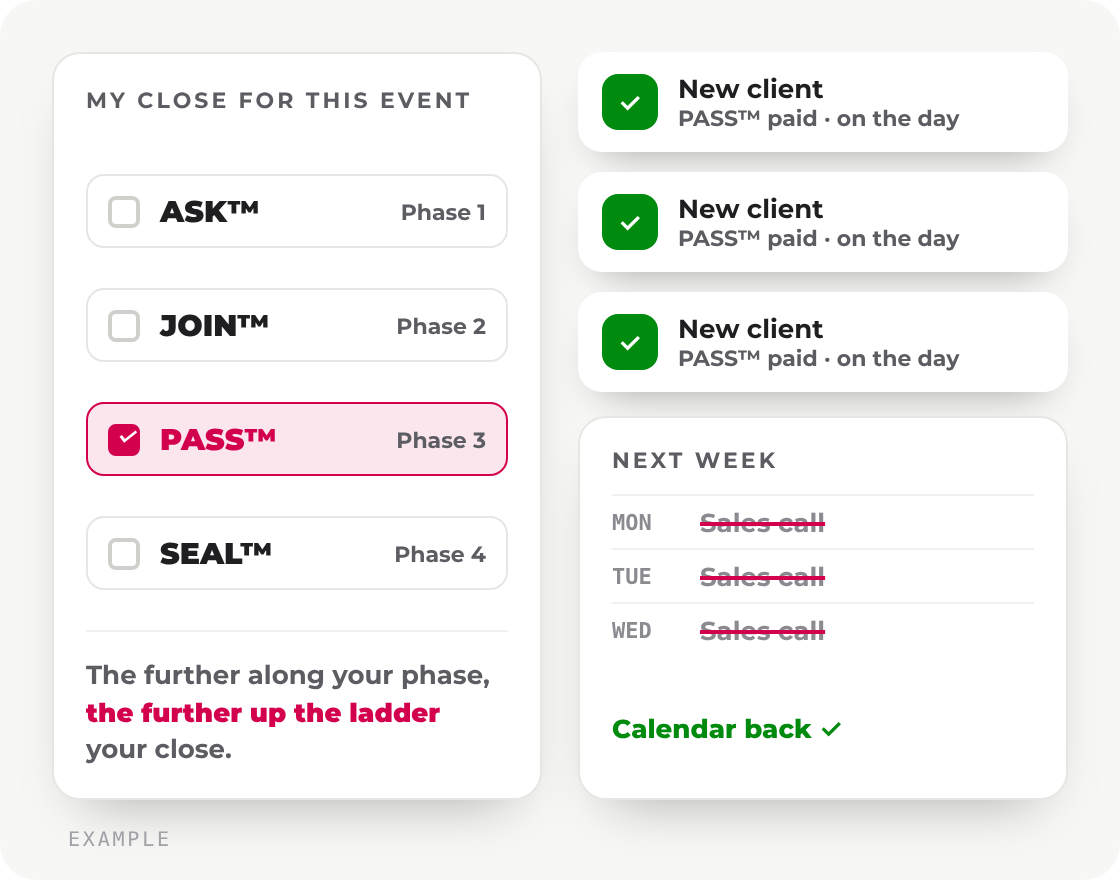 MY CLOSE FOR THIS EVENT
ASK™ Phase 1
JOIN™ Phase 2
PASS™ Phase 3
SEAL™ Phase 4
The further along your phase,
the further up the ladder
your close.
New client
PASS™ paid · on the day
New client
PASS™ paid · on the day
New client
PASS™ paid · on the day
NEXT WEEK
MON Sales call
TUE Sales call
WED Sales call
Calendar back ✓
EXAMPLE